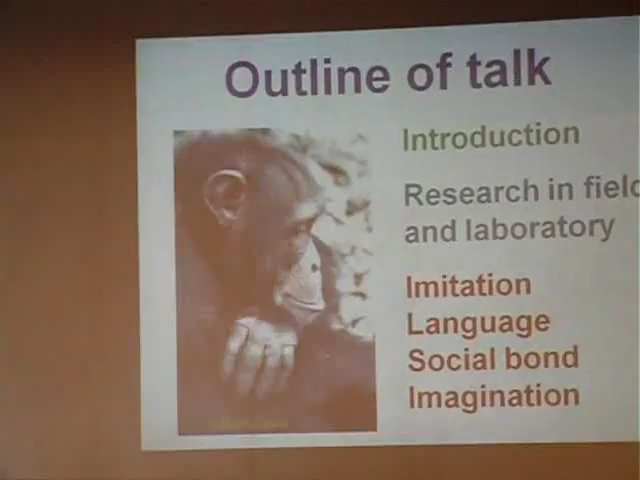 Outline of talk
Introduction
Research in field
and laboratory
Imitation
Language
Social bond
Imagination